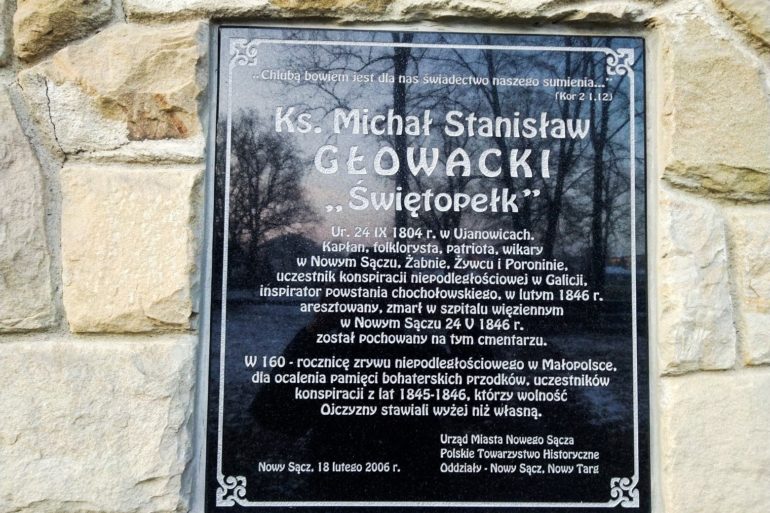 „Chlubą bowiem jest dla nas świadectwo naszego sumienia..."
(Kor 2.1.12)
Ks. Michał Stanisław
GŁOWACKI
„Świętopełk"
Ur. 24 IX 1804 r. w Ujanowicach.
Kapłan, folklorysta, patriota, wikary
w Nowym Sączu, Żabnie, Żywcu i Poroninie,
uczestnik konspiracji niepodległościowej w Galicji,
inspirator powstania chochołowskiego, w lutym 1846 r.
aresztowany, zmarł w szpitalu więziennym
w Nowym Sączu 24 V 1846 r.
został pochowany na tym cmentarzu.
W 160 - rocznicę zrywu niepodległościowego w Małopolsce,
dla ocalenia pamięci bohaterskich przodków, uczestników
konspiracji z lat 1845-1846, którzy wolność
Ojczyzny stawiali wyżej niż własną.
Urząd Miasta Nowego Sącza
Polskie Towarzystwo Historyczne
Nowy Sącz, 18 lutego 2006 r. Oddziały - Nowy Sącz, Nowy Targ